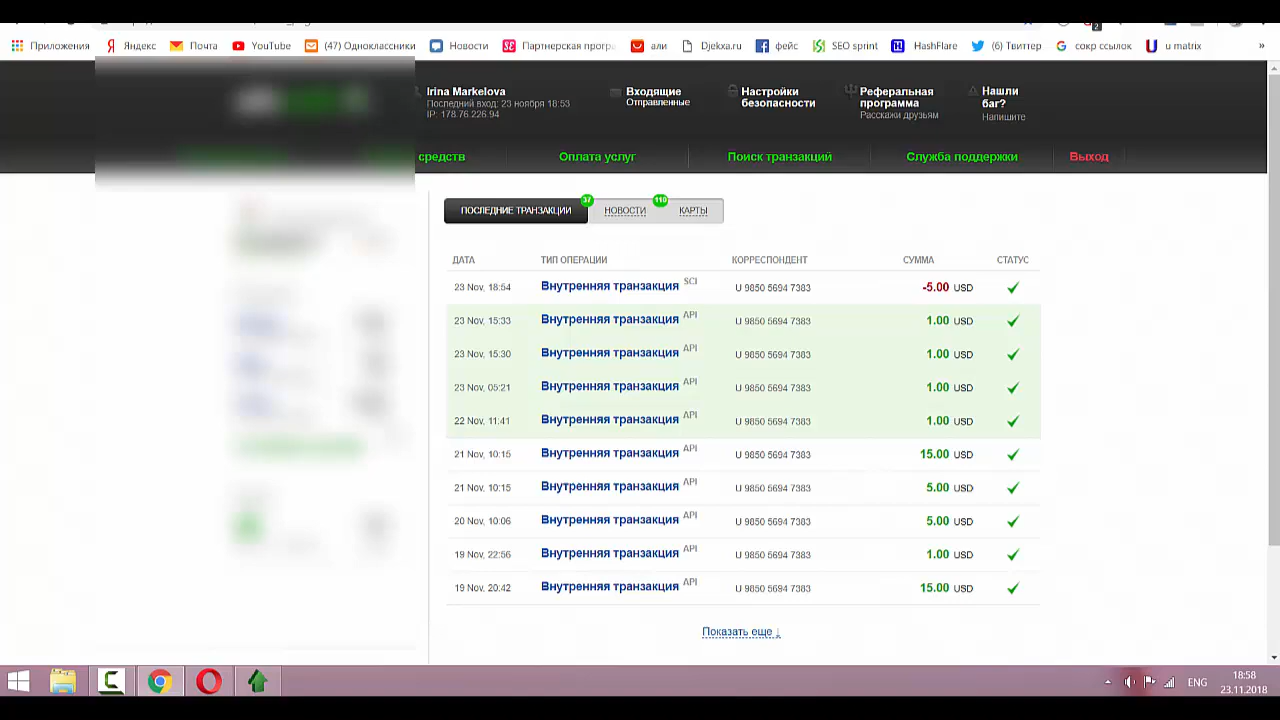 Приложения Яндекс Почта YouTube (47) Одноклассники Новости Партнерская прогр али Djekxa.ru фейс SEO sprint HashFlare (6) Твиттер сокр ссылок u matrix »
2
Irina Markelova
Последний вход: 23 ноября 18:53
IP: 178.76.226.94
Входящие
Отправленные
Настройки
безопасности
Реферальная
программа
Расскажи друзьям
Нашли
баг?
Напишите
средств Оплата услуг Поиск транзакций Служба поддержки Выход
ПОСЛЕДНИЕ ТРАНЗАКЦИИ 37 НОВОСТИ 110 КАРТЫ
ДАТА ТИП ОПЕРАЦИИ КОРРЕСПОНДЕНТ СУММА СТАТУС
23 Nov, 18:54 Внутренняя транзакция SCI U 9850 5694 7383 -5.00 USD
23 Nov, 15:33 Внутренняя транзакция API U 9850 5694 7383 1.00 USD
23 Nov, 15:30 Внутренняя транзакция API U 9850 5694 7383 1.00 USD
23 Nov, 05:21 Внутренняя транзакция API U 9850 5694 7383 1.00 USD
22 Nov, 11:41 Внутренняя транзакция API U 9850 5694 7383 1.00 USD
21 Nov, 10:15 Внутренняя транзакция API U 9850 5694 7383 15.00 USD
21 Nov, 10:15 Внутренняя транзакция API U 9850 5694 7383 5.00 USD
20 Nov, 10:06 Внутренняя транзакция API U 9850 5694 7383 5.00 USD
19 Nov, 22:56 Внутренняя транзакция API U 9850 5694 7383 1.00 USD
19 Nov, 20:42 Внутренняя транзакция API U 9850 5694 7383 15.00 USD
Показать еще ↓
ENG 18:58
23.11.2018